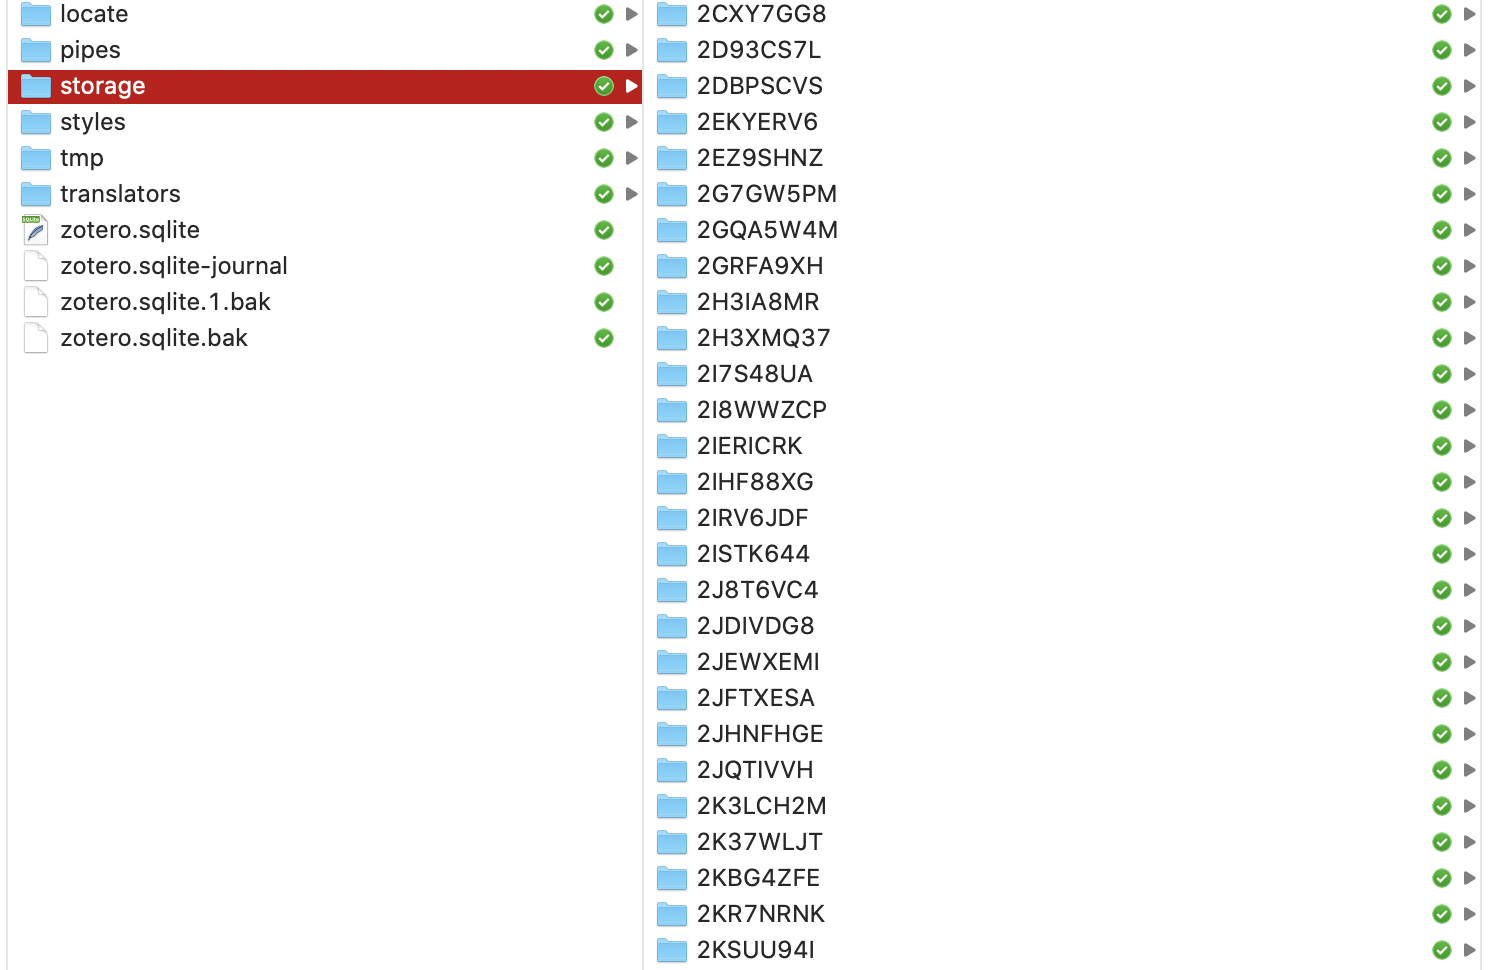 locate
pipes
storage
styles
tmp
translators
zotero.sqlite
zotero.sqlite-journal
zotero.sqlite.1.bak
zotero.sqlite.bak
2CXY7GG8
2D93CS7L
2DBPSCVS
2EKYERV6
2EZ9SHNZ
2G7GW5PM
2GQA5W4M
2GRFA9XH
2H3IA8MR
2H3XMQ37
2I7S48UA
2I8WWZCP
2IERICRK
2IHF88XG
2IRV6JDF
2ISTK644
2J8T6VC4
2JDIVDG8
2JEWXEMI
2JFTXESA
2JHNFHGE
2JQTIVVH
2K3LCH2M
2K37WLJT
2KBG4ZFE
2KR7NRNK
2KSUU94I